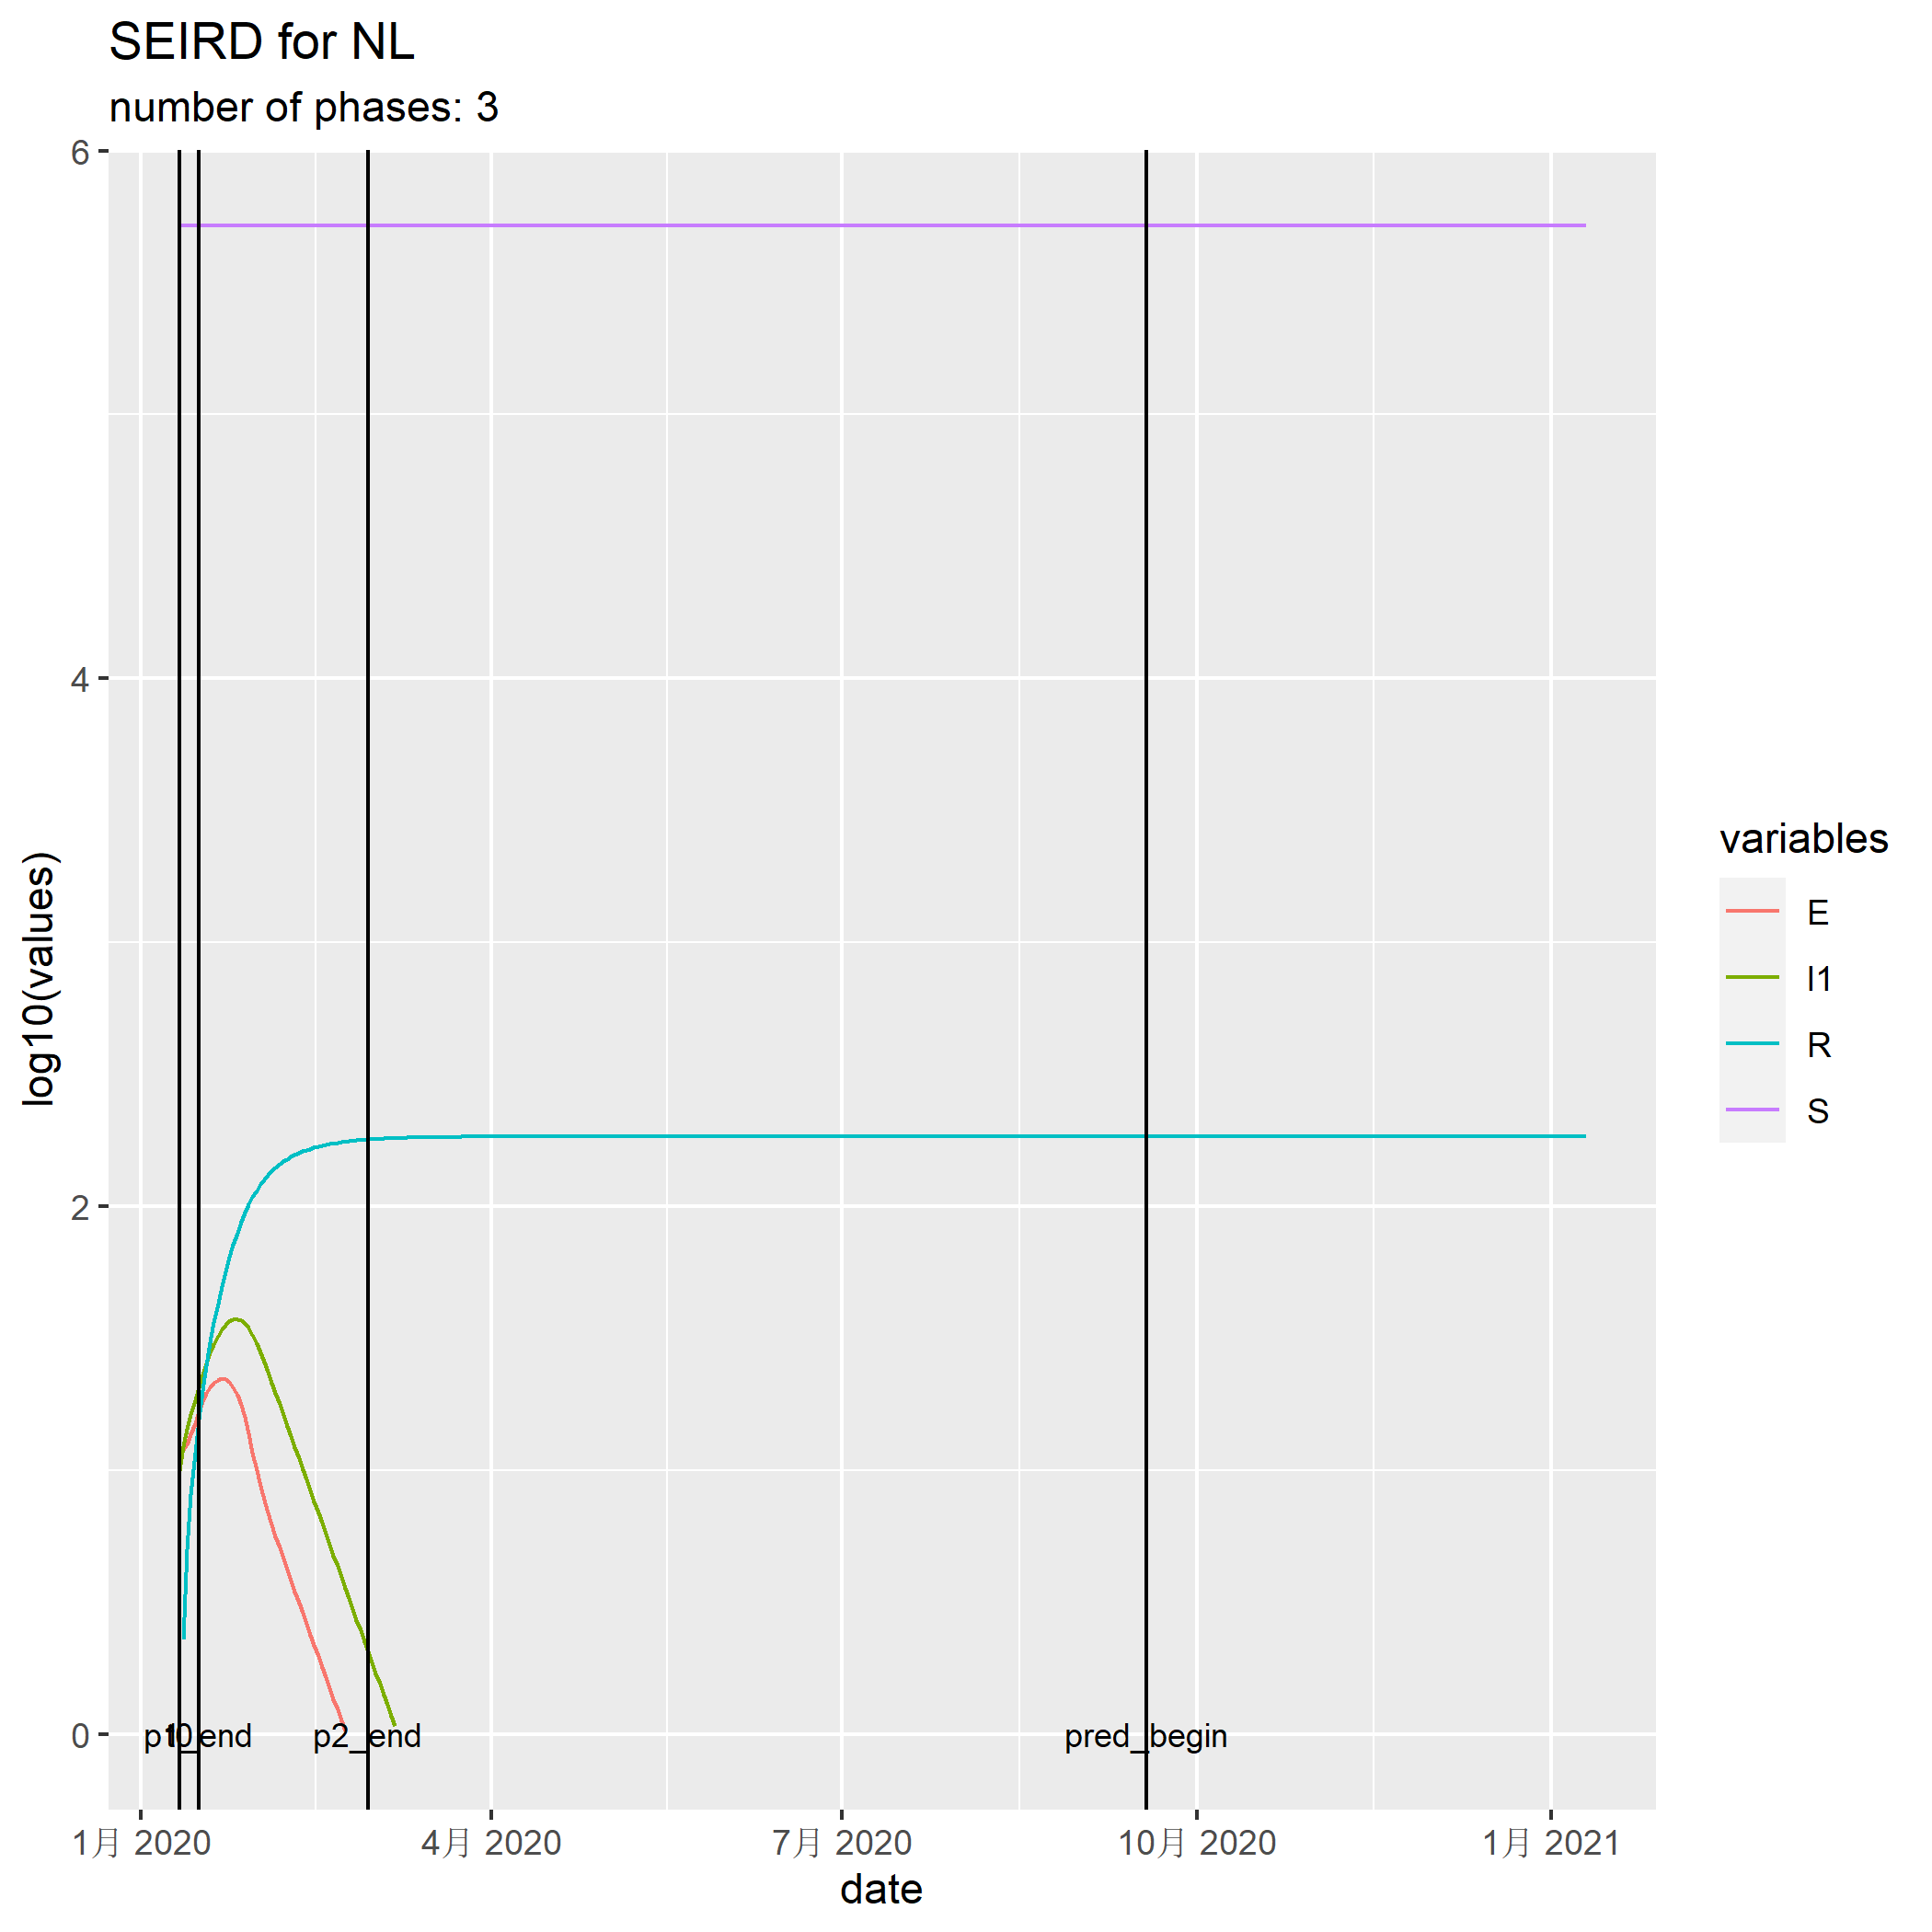 SEIRD for NL
number of phases: 3
6
4
2
0
log10(values)
p2_end
pred_begin
1月 2020
4月 2020
7月 2020
10月 2020
1月 2021
date
variables
E
I1
R
S